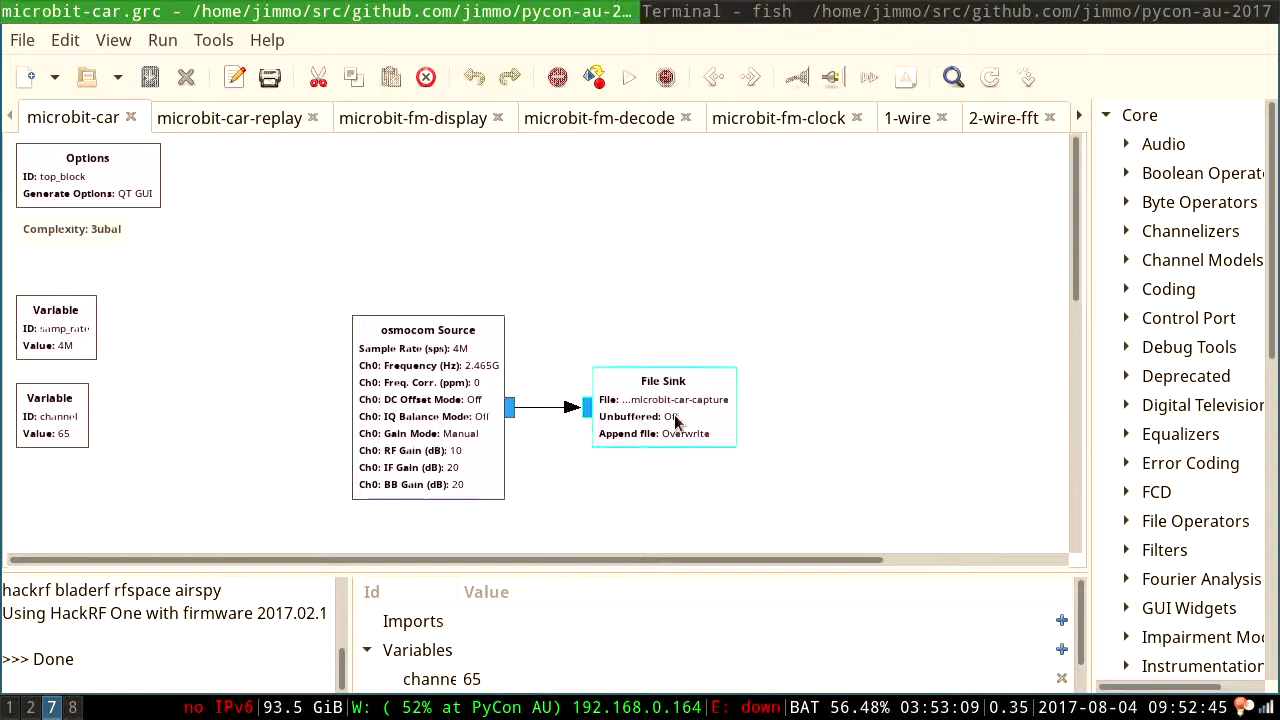 microbit-car.grc - /home/jimmo/src/github.com/jimmo/pycon-au-2...
Terminal - fish /home/jimmo/src/github.com/jimmo/pycon-au-2017
File Edit View Run Tools Help
microbit-car microbit-car-replay microbit-fm-display microbit-fm-decode microbit-fm-clock 1-wire 2-wire-fft
Options
ID: top_block
Generate Options: QT GUI
Complexity: 3ubal
Variable
ID: samp_rate
Value: 4M
Variable
ID: channel
Value: 65
osmocom Source
Sample Rate (sps): 4M
Ch0: Frequency (Hz): 2.465G
Ch0: Freq. Corr. (ppm): 0
Ch0: DC Offset Mode: Off
Ch0: IQ Balance Mode: Off
Ch0: Gain Mode: Manual
Ch0: RF Gain (dB): 10
Ch0: IF Gain (dB): 20
Ch0: BB Gain (dB): 20
File Sink
File: ...microbit-car-capture
Unbuffered: Off
Append file: Overwrite
Core
Audio
Boolean Operat
Byte Operators
Channelizers
Channel Models
Coding
Control Port
Debug Tools
Deprecated
Digital Television
Equalizers
Error Coding
FCD
File Operators
Filters
Fourier Analysis
GUI Widgets
Impairment Mo
Instrumentation
hackrf bladerf rfspace airspy
Using HackRF One with firmware 2017.02.1
>>> Done
Id Value
Imports
Variables
channe 65
1 2 7 8
no IPv6|93.5 GiB|W: ( 52% at PyCon AU) 192.168.0.164|E: down|BAT 56.48% 03:53:09|0.35|2017-08-04 09:52:45